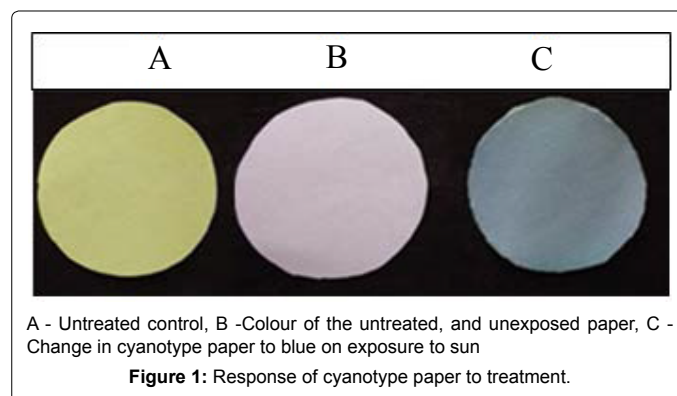 A B C
A - Untreated control, B -Colour of the untreated, and unexposed paper, C -
Change in cyanotype paper to blue on exposure to sun
Figure 1: Response of cyanotype paper to treatment.